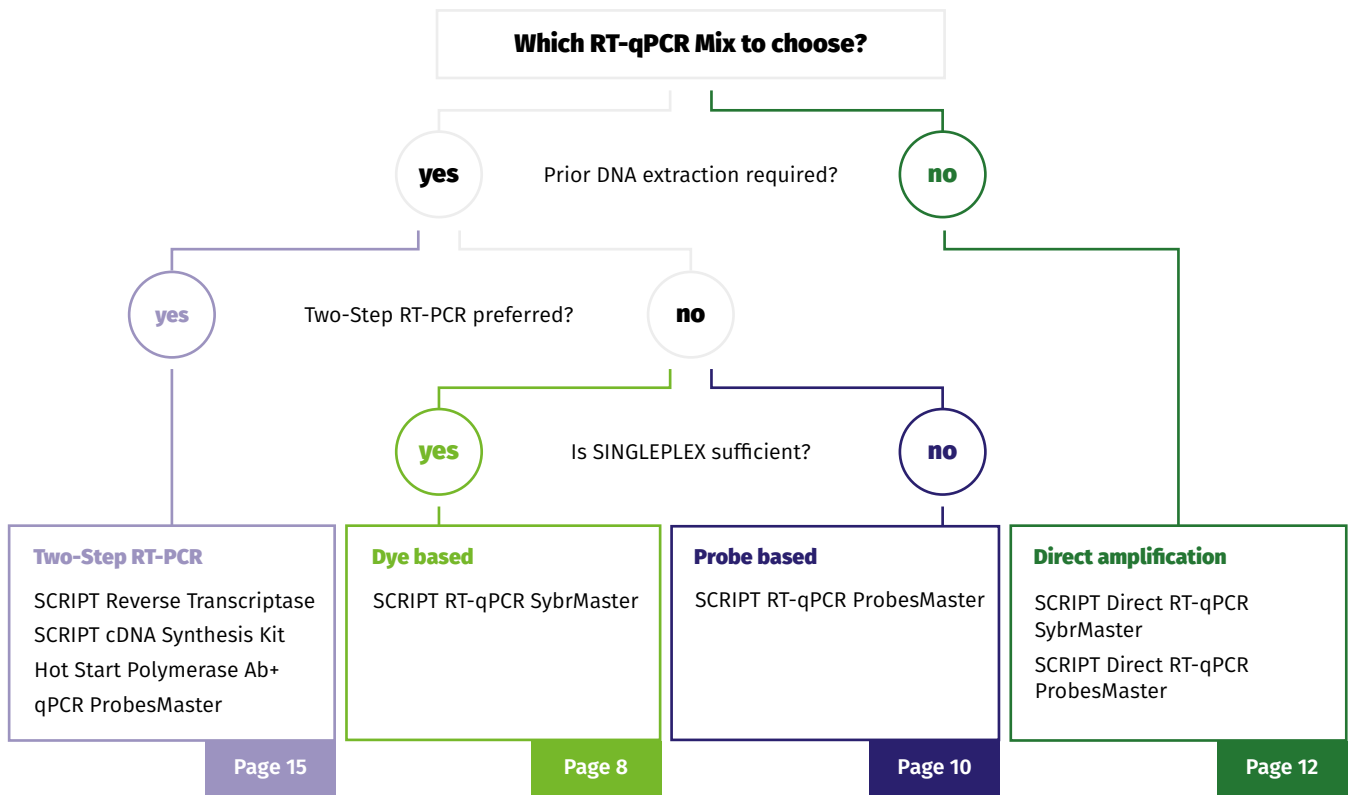 Which RT-qPCR Mix to choose?
yes
Prior DNA extraction required?
no
yes
Two-Step RT-PCR preferred?
no
yes
Is SINGLEPLEX sufficient?
no
Two-Step RT-PCR
SCRIPT Reverse Transcriptase
SCRIPT cDNA Synthesis Kit
Hot Start Polymerase Ab+
qPCR ProbesMaster
Page 15
Dye based
SCRIPT RT-qPCR SybrMaster
Page 8
Probe based
SCRIPT RT-qPCR ProbesMaster
Page 10
Direct amplification
SCRIPT Direct RT-qPCR
SybrMaster
SCRIPT Direct RT-qPCR
ProbesMaster
Page 12